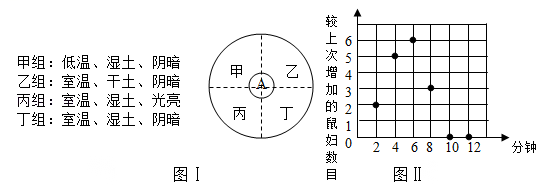 甲组：低温、湿土、阴暗
乙组：室温、干土、阴暗
丙组：室温、湿土、光亮
丁组：室温、湿土、阴暗
甲 乙
A
丙 丁
图Ⅰ
较上次增加的鼠妇数目
6
5
4
3
2
1
0
2 4 6 8 10 12 分钟
图Ⅱ